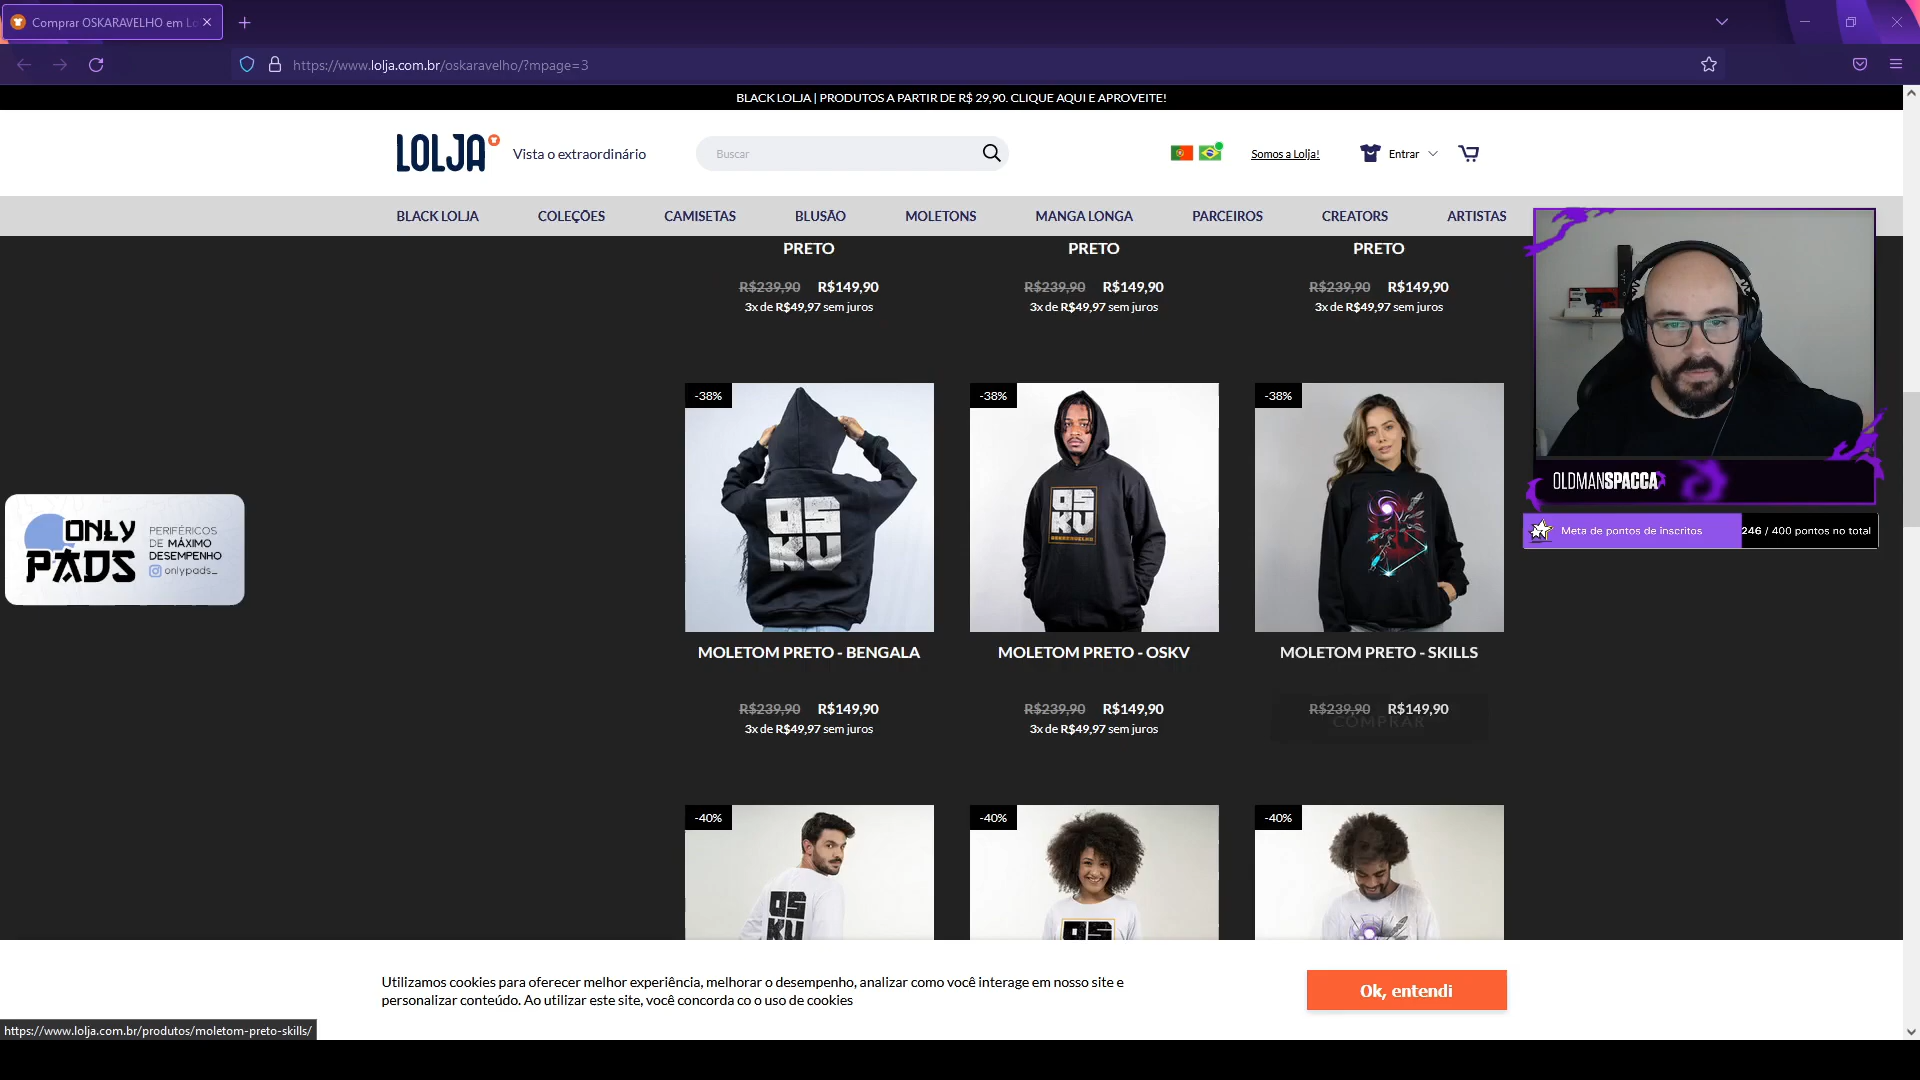 Comprar OSKARAVELHO em Lo
https://www.lolja.com.br/oskaravelho/?mpage=3
BLACK LOLJA | PRODUTOS A PARTIR DE R$ 29,90. CLIQUE AQUI E APROVEITE!
LOLJA
Vista o extraordinário
Buscar
Somos a Lolja!
Entrar
BLACK LOLJA
COLEÇÕES
CAMISETAS
BLUSÃO
MOLETONS
MANGA LONGA
PARCEIROS
CREATORS
ARTISTAS
PRETO
PRETO
PRETO
R$239,90 R$149,90
R$239,90 R$149,90
R$239,90 R$149,90
3x de R$49,97 sem juros
3x de R$49,97 sem juros
3x de R$49,97 sem juros
OLDMANSPACCA
Meta de pontos de inscritos
246 / 400 pontos no total
-38%
-38%
-38%
OS
KU
OS
KU
ONLY
PADS
PERIFÉRICOS
DE MÁXIMO
DESEMPENHO
onlypads_
MOLETOM PRETO - BENGALA
MOLETOM PRETO - OSKV
MOLETOM PRETO - SKILLS
R$239,90 R$149,90
R$239,90 R$149,90
R$239,90 R$149,90
COMPRAR
3x de R$49,97 sem juros
3x de R$49,97 sem juros
-40%
-40%
-40%
OS
KU
OS
KU
Utilizamos cookies para oferecer melhor experiência, melhorar o desempenho, analizar como você interage em nosso site e
personalizar conteúdo. Ao utilizar este site, você concorda co o uso de cookies
Ok, entendi
https://www.lolja.com.br/produtos/moletom-preto-skills/